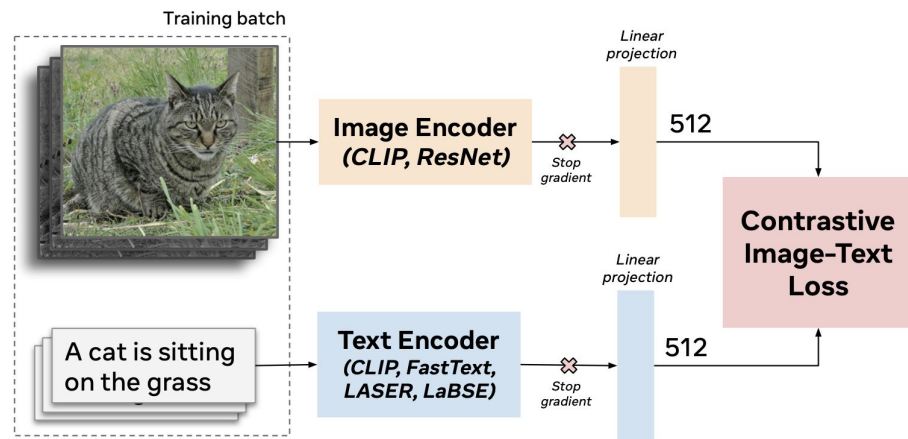 Training batch
Linear
projection
Image Encoder
(CLIP, ResNet)
512
Stop
gradient
Contrastive
Image-Text
Loss
Linear
projection
A cat is sitting
on the grass
Text Encoder
(CLIP, FastText,
LASER, LaBSE)
512
Stop
gradient